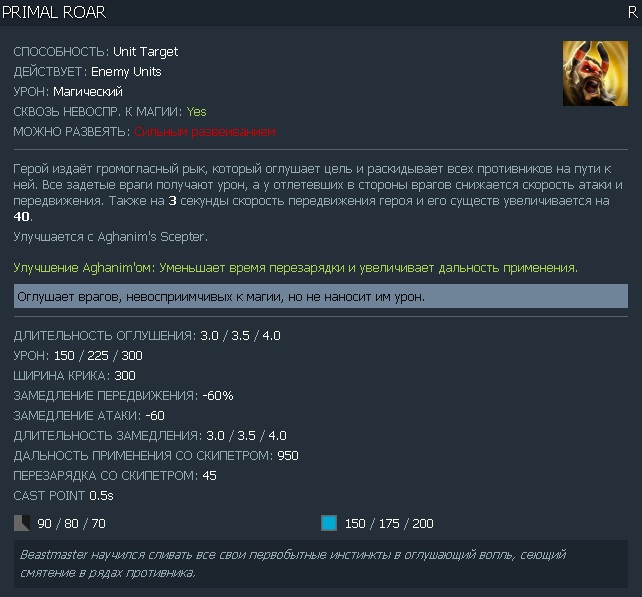 PRIMAL ROAR R
СПОСОБНОСТЬ: Unit Target
ДЕЙСТВУЕТ: Enemy Units
УРОН: Магический
СКВОЗЬ НЕВОСПР. К МАГИИ: Yes
МОЖНО РАЗВЕЯТЬ: Сильным развеиванием
Герой издаёт громогласный рык, который оглушает цель и раскидывает всех противников на пути к
ней. Все задетые враги получают урон, а у отлетевших в стороны врагов снижается скорость атаки и
передвижения. Также на 3 секунды скорость передвижения героя и его существ увеличивается на
40.
Улучшается с Aghanim's Scepter.
Улучшение Aghanim'ом: Уменьшает время перезарядки и увеличивает дальность применения.
Оглушает врагов, невосприимчивых к магии, но не наносит им урон.
ДЛИТЕЛЬНОСТЬ ОГЛУШЕНИЯ: 3.0 / 3.5 / 4.0
УРОН: 150 / 225 / 300
ШИРИНА КРИКА: 300
ЗАМЕДЛЕНИЕ ПЕРЕДВИЖЕНИЯ: -60%
ЗАМЕДЛЕНИЕ АТАКИ: -60
ДЛИТЕЛЬНОСТЬ ЗАМЕДЛЕНИЯ: 3.0 / 3.5 / 4.0
ДАЛЬНОСТЬ ПРИМЕНЕНИЯ СО СКИПЕТРОМ: 950
ПЕРЕЗАРЯДКА СО СКИПЕТРОМ: 45
CAST POINT 0.5s
90 / 80 / 70 150 / 175 / 200
Beastmaster научился сливать все свои первобытные инстинкты в оглушающий вопль, сеющий
смятение в рядах противника.